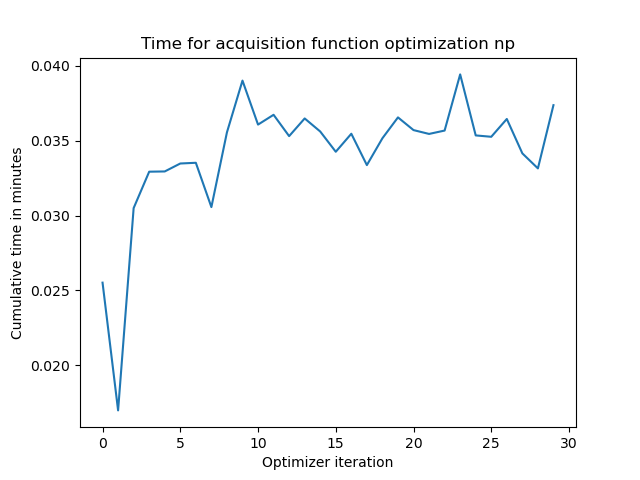 Time for acquisition function optimization np
0.040
0.035
0.030
0.025
0.020
Cumulative time in minutes
0 5 10 15 20 25 30
Optimizer iteration